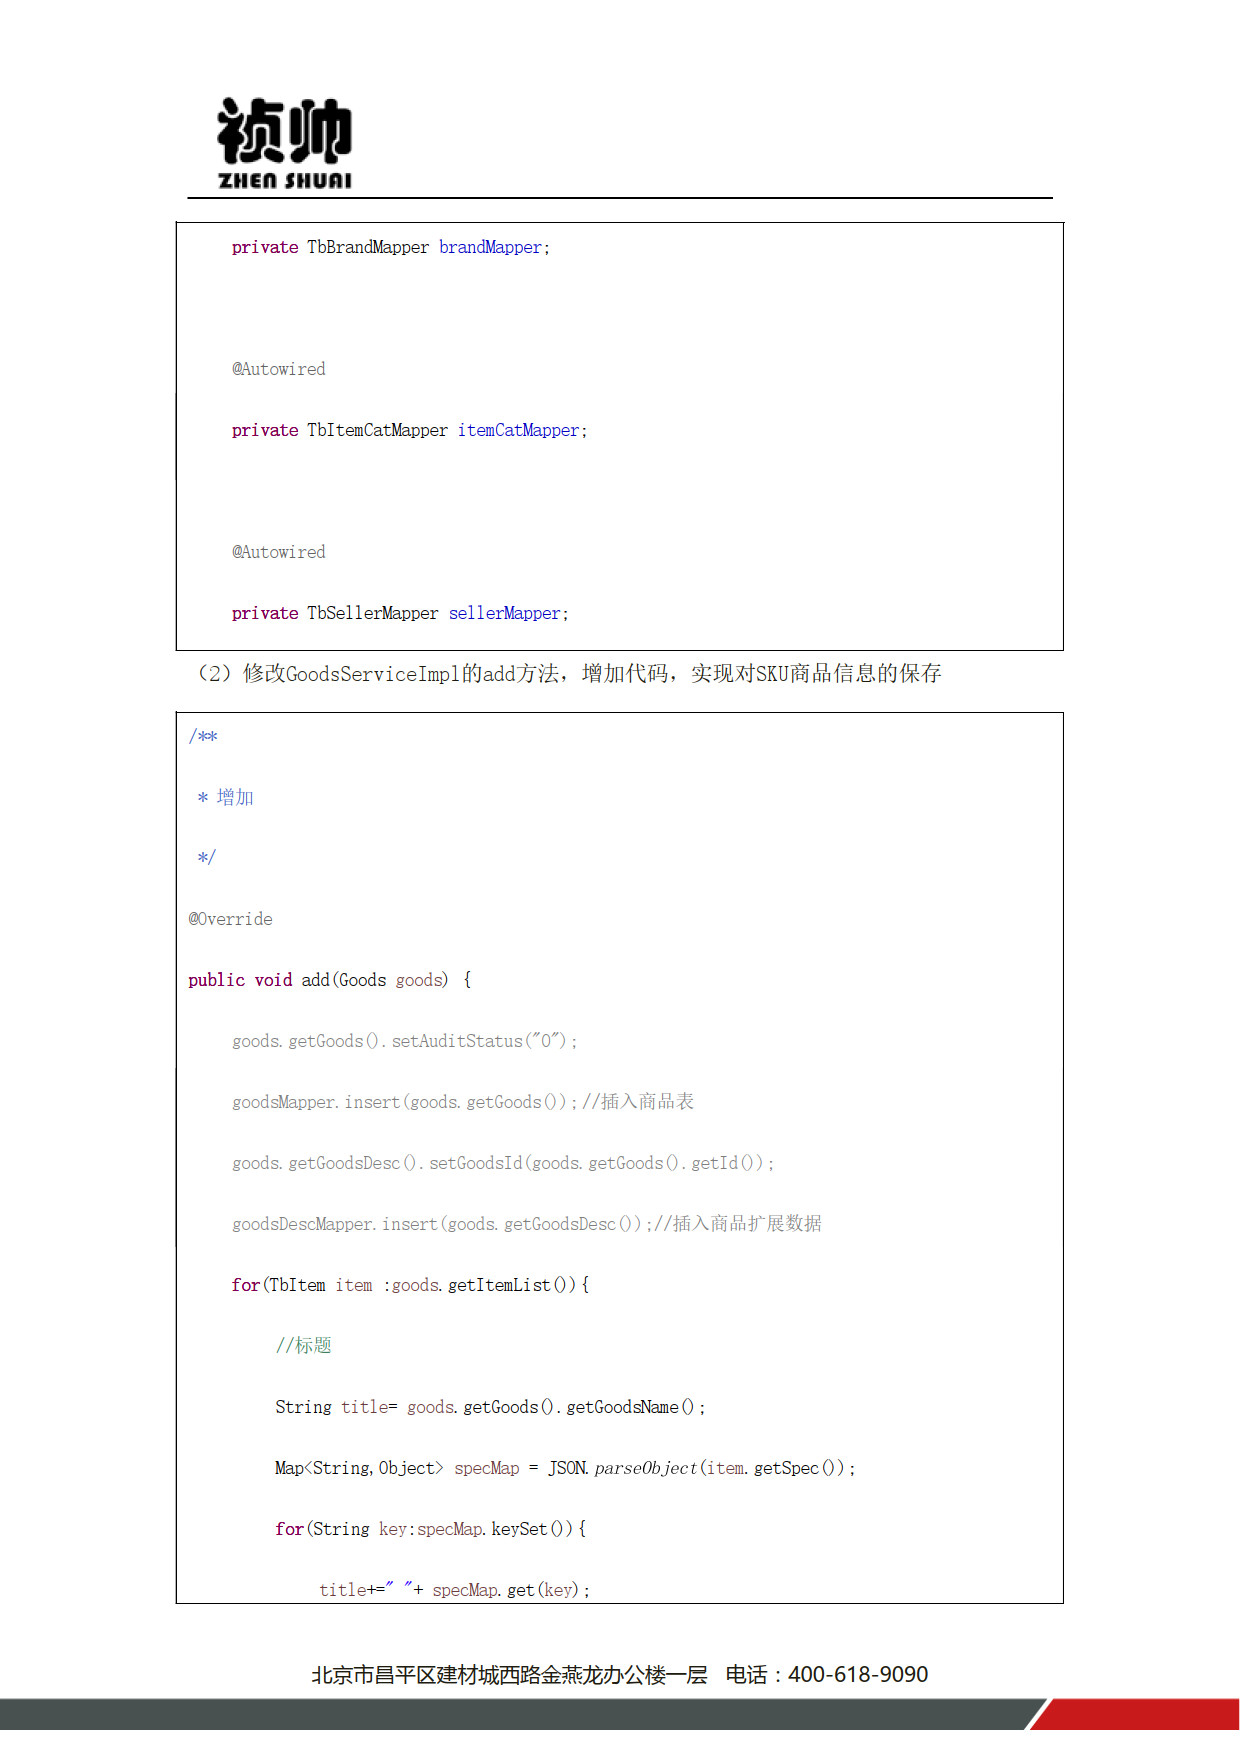 祯帅
ZHEN SHUAI
private TbBrandMapper brandMapper;
@Autowired
private TbItemCatMapper itemCatMapper;
@Autowired
private TbSellerMapper sellerMapper;
（2）修改GoodsServiceImpl的add方法，增加代码，实现对SKU商品信息的保存
/**
* 增加
*/
@Override
public void add(Goods goods) {
goods.getGoods().setAuditStatus("0");
goodsMapper.insert(goods.getGoods());//插入商品表
goods.getGoodsDesc().setGoodsId(goods.getGoods().getId());
goodsDescMapper.insert(goods.getGoodsDesc());//插入商品扩展数据
for(TbItem item :goods.getItemList()){
//标题
String title= goods.getGoods().getGoodsName();
Map<String,Object> specMap = JSON.parseObject(item.getSpec());
for(String key:specMap.keySet()){
title+=" "+ specMap.get(key);
北京市昌平区建材城西路金燕龙办公楼一层 电话：400-618-9090